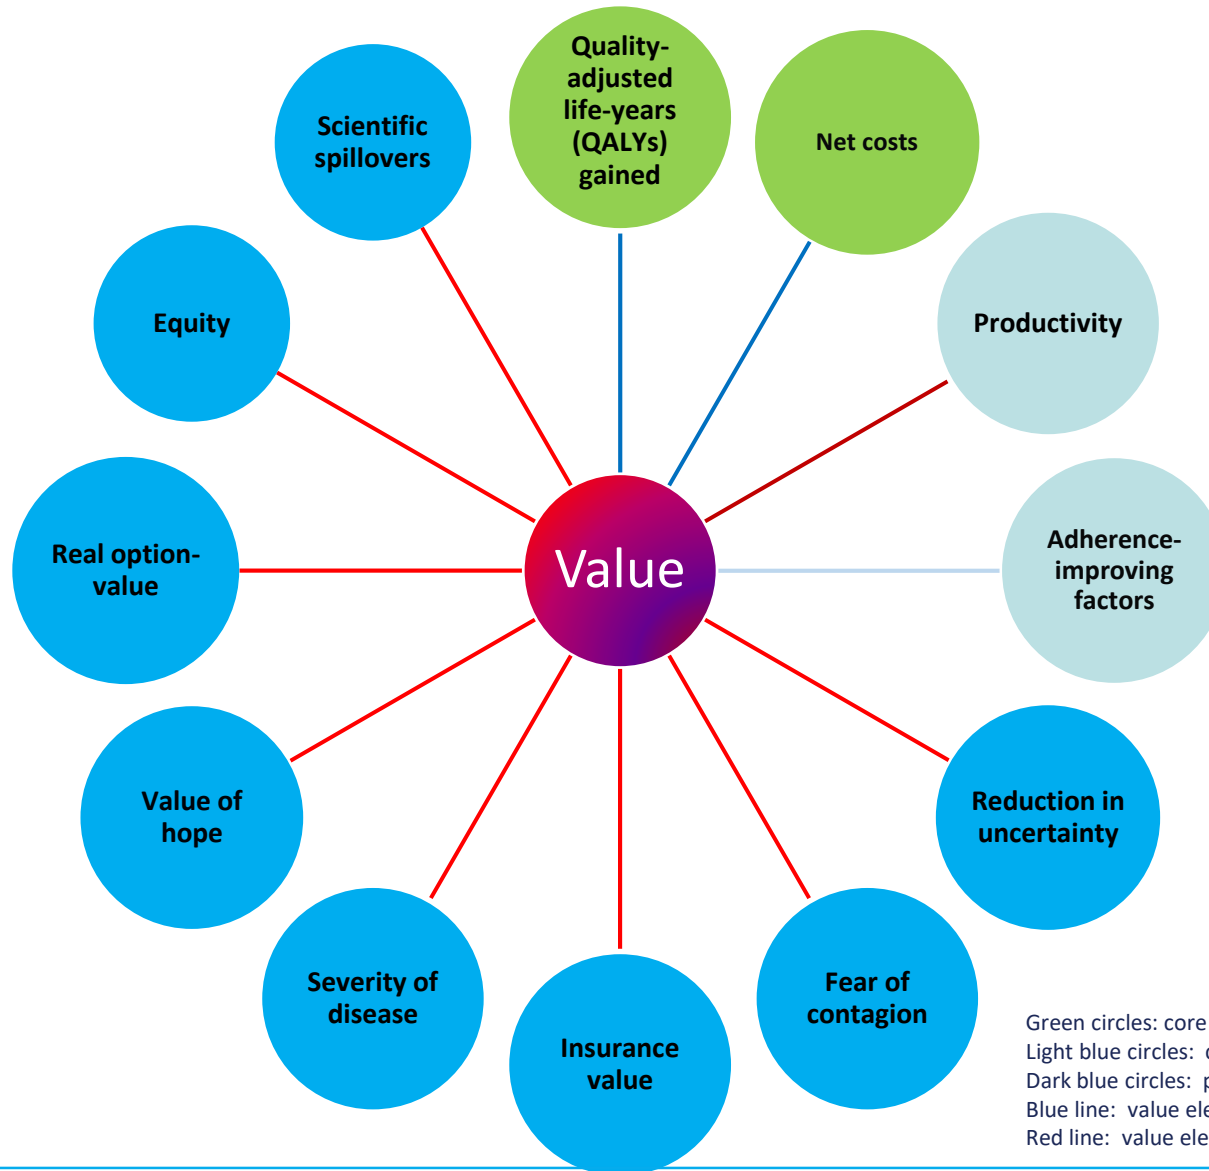 Quality-
adjusted
life-years
(QALYs)
gained
Net costs
Productivity
Adherence-
improving
factors
Reduction in
uncertainty
Fear of
contagion
Insurance
value
Severity of
disease
Value of
hope
Real option-
value
Equity
Scientific
spillovers
Value
Green circles: core
Light blue circles:
Dark blue circles:
Blue line: value
Red line: value